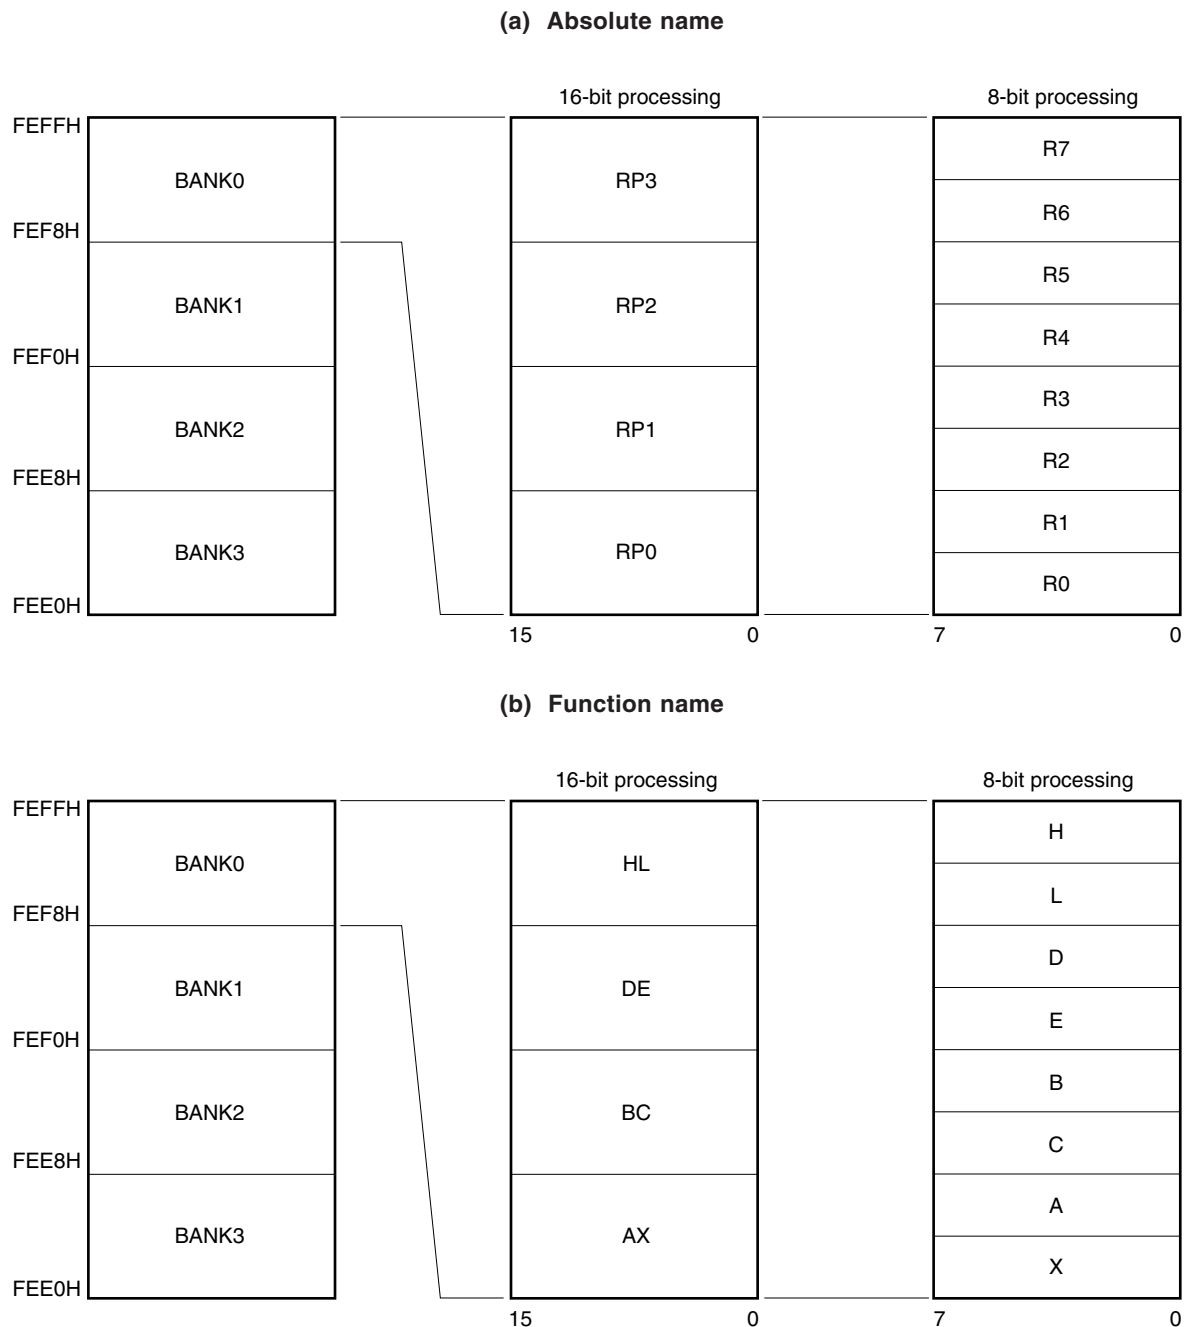 (a) Absolute name
16-bit processing
8-bit processing
FEFFH
BANK0
RP3
R7
R6
FEF8H
BANK1
RP2
R5
R4
FEF0H
BANK2
RP1
R3
R2
FEE8H
BANK3
RP0
R1
R0
FEE0H
15
0
7
0
(b) Function name
16-bit processing
8-bit processing
FEFFH
BANK0
HL
H
L
FEF8H
BANK1
DE
D
E
FEF0H
BANK2
BC
B
C
FEE8H
BANK3
AX
A
X
FEE0H
15
0
7
0